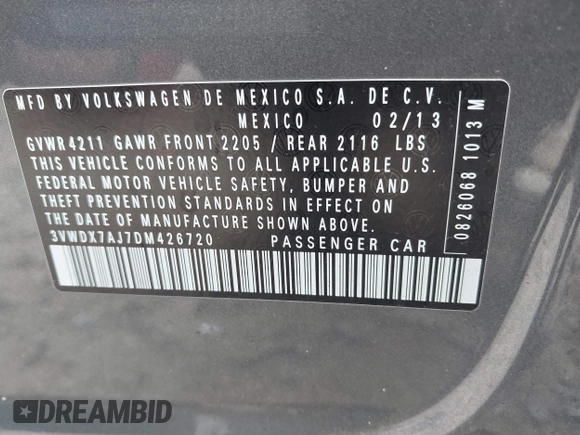 MFD BY VOLKSWAGEN DE MEXICO S.A. DE C.V.
MEXICO 02/13
GVWR 4211 GAWR FRONT 2205 / REAR 2116 LBS
THIS VEHICLE CONFORMS TO ALL APPLICABLE U.S.
FEDERAL MOTOR VEHICLE SAFETY, BUMPER AND
THEFT PREVENTION STANDARDS IN EFFECT ON
THE DATE OF MANUFACTURE SHOWN ABOVE.
3VWDX7AJ7DM426720 PASSENGER CAR
0826068 1013 M
DREAMBID